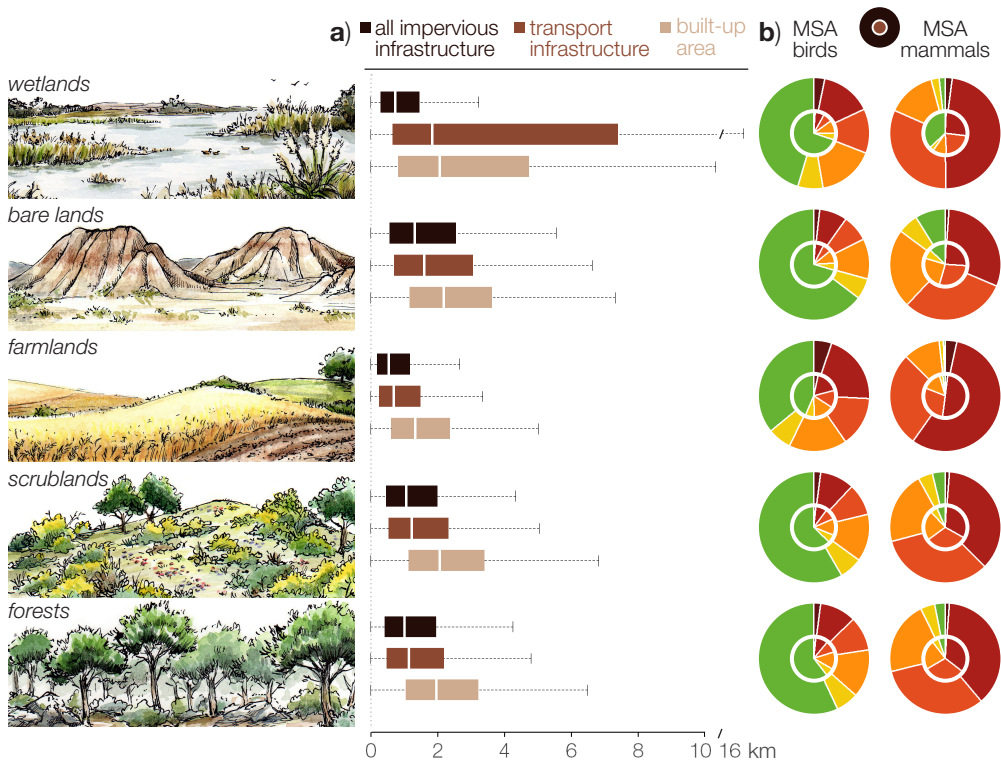 a) all impervious infrastructure
transport infrastructure
built-up area
b) MSA birds
MSA mammals
wetlands
bare lands
farmlands
scrublands
forests
0 2 4 6 8 10 / 16 km